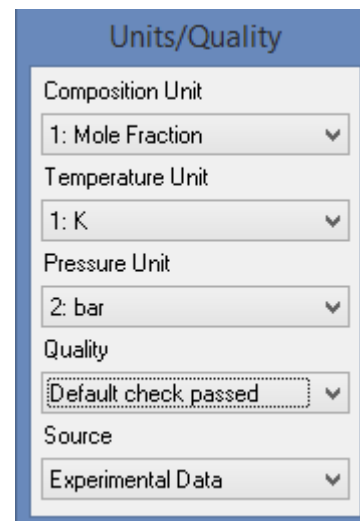 Units/Quality
Composition Unit
1: Mole Fraction
Temperature Unit
1: K
Pressure Unit
2: bar
Quality
Default check passed
Source
Experimental Data